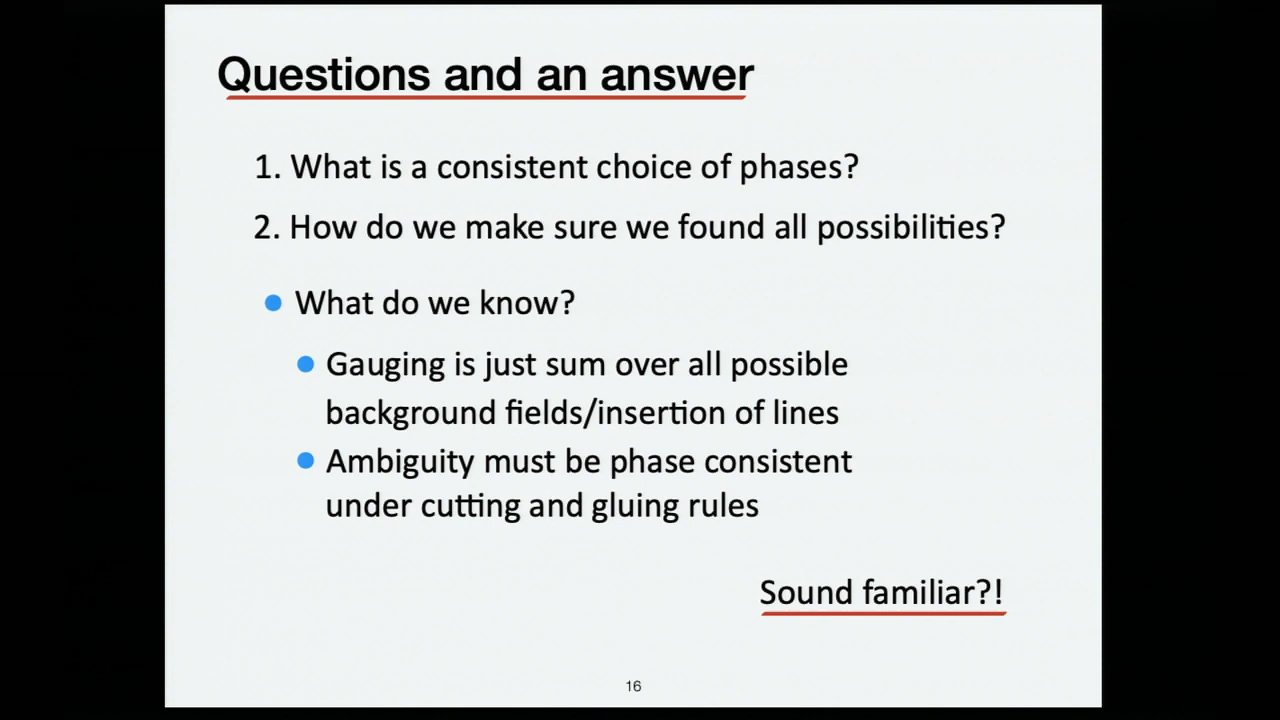 Questions and an answer
1. What is a consistent choice of phases?
2. How do we make sure we found all possibilities?
What do we know?
Gauging is just sum over all possible
background fields/insertion of lines
Ambiguity must be phase consistent
under cutting and gluing rules
Sound familiar?!
16